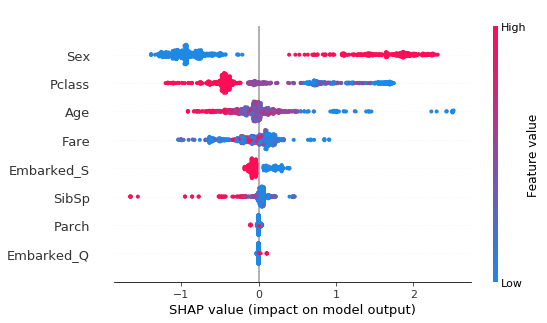 High
Sex
Pclass
Age
Fare
Embarked_S
SibSp
Parch
Embarked_Q
Feature value
Low
−1 0 1 2
SHAP value (impact on model output)